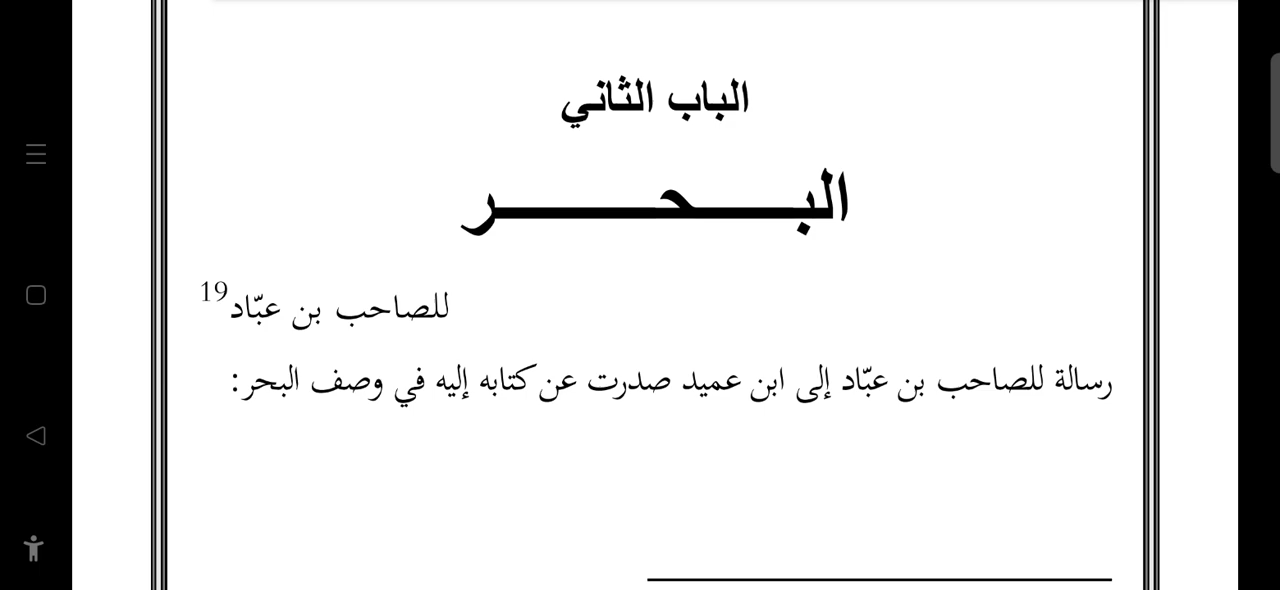 الباب الثاني
البـــــحـــــــر
للصاحب بن عبّاد19
رسالة للصاحب بن عبّاد إلى ابن عميد صدرت عن كتابه إليه في وصف البحر: